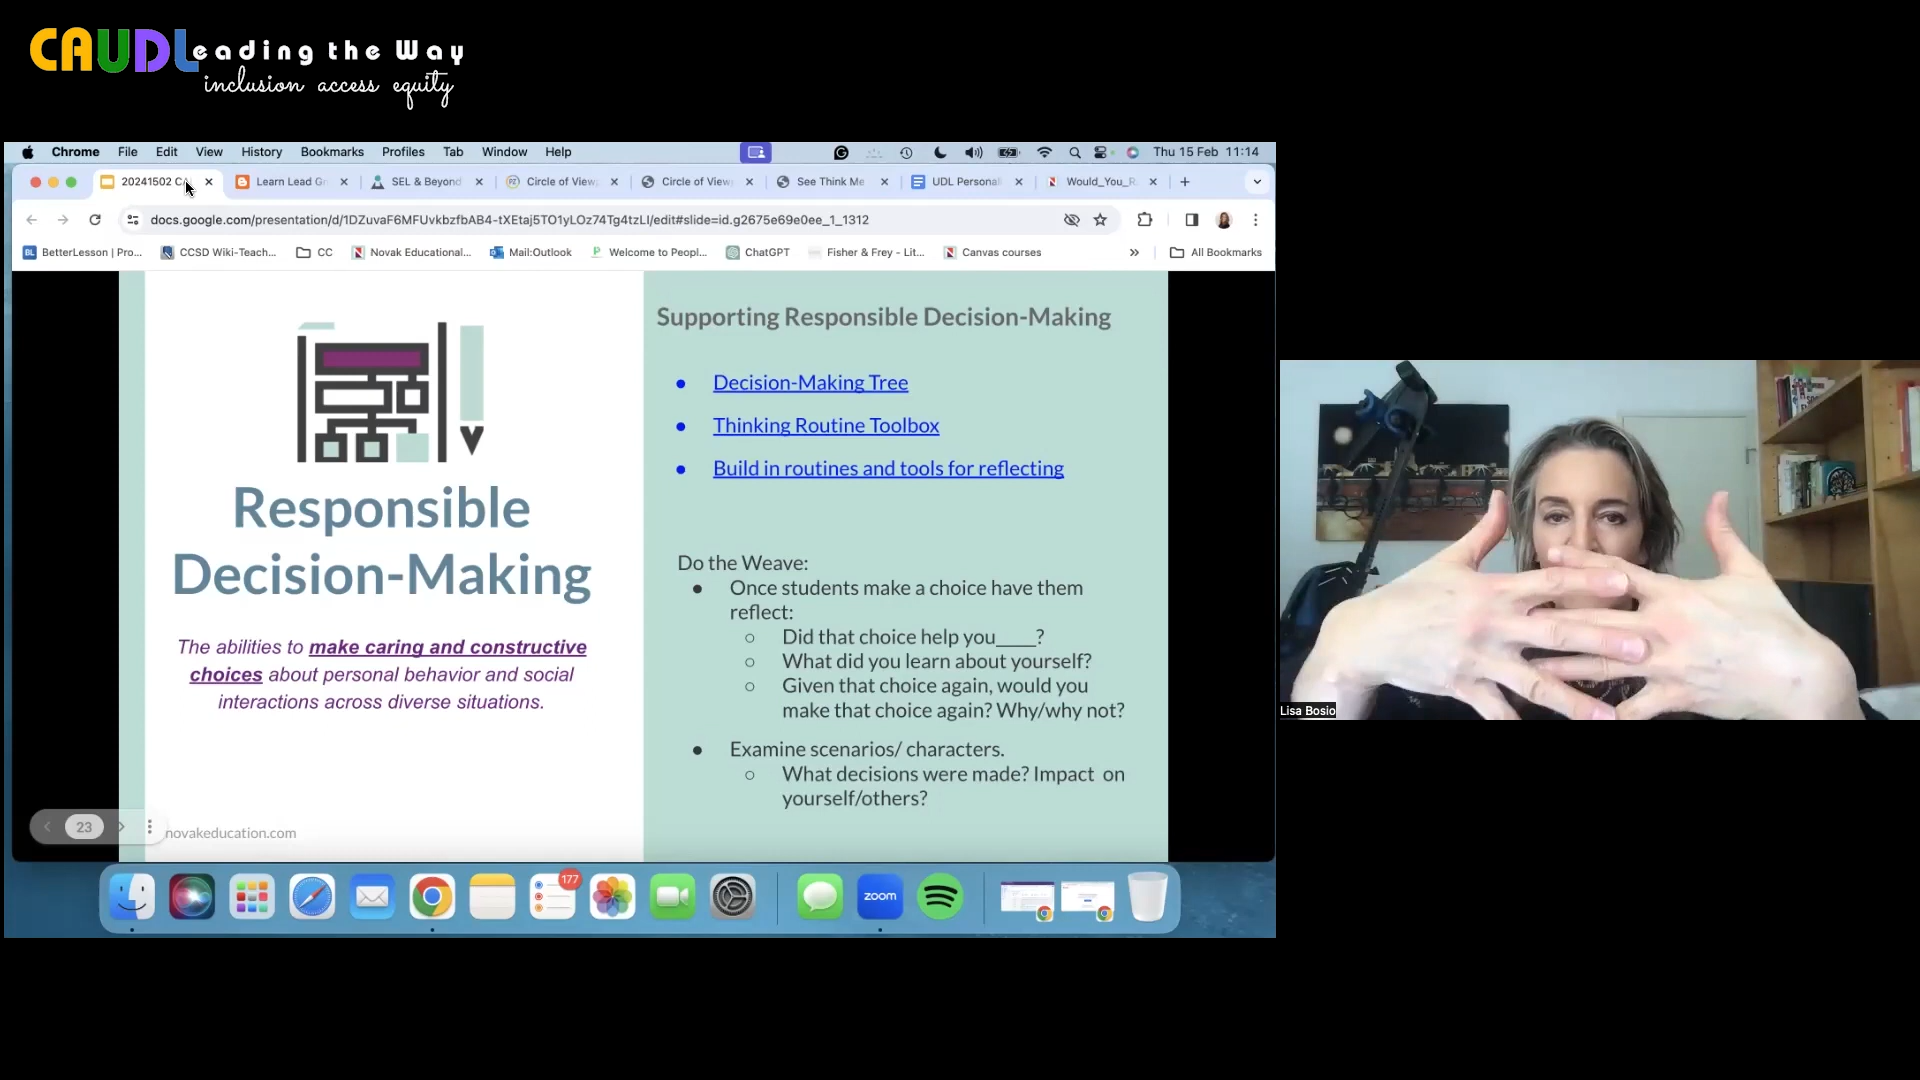 CAUDLeading the Way
inclusion access equity
Chrome File Edit View History Bookmarks Profiles Tab Window Help Thu 15 Feb 11:14
20241502 CA Learn Lead Gr SEL & Beyond Circle of View Circle of View See Think Me UDL Personal Would_You_R
docs.google.com/presentation/d/1DZuvaF6MFUvkbzfbAB4-tXEtaj5TO1yLOz74Tg4tzLI/edit#slide=id.g2675e69e0ee_1_1312
BetterLesson | Pro... CCSD Wiki-Teach... CC Novak Educational... Mail:Outlook Welcome to Peopl... ChatGPT Fisher & Frey - Lit... Canvas courses » All Bookmarks
Responsible
Decision-Making
The abilities to make caring and constructive
choices about personal behavior and social
interactions across diverse situations.
23
novakeducation.com
Supporting Responsible Decision-Making
● Decision-Making Tree
● Thinking Routine Toolbox
● Build in routines and tools for reflecting
Do the Weave:
● Once students make a choice have them
reflect:
○ Did that choice help you____?
○ What did you learn about yourself?
○ Given that choice again, would you
make that choice again? Why/why not?
● Examine scenarios/ characters.
○ What decisions were made? Impact on
yourself/others?
177
zoom
Lisa Bosio